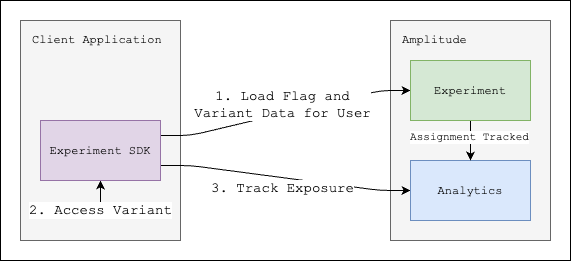 Client Application
Amplitude
1. Load Flag and
Variant Data for User
Experiment
Assignment Tracked
Experiment SDK
3. Track Exposure
Analytics
2. Access Variant